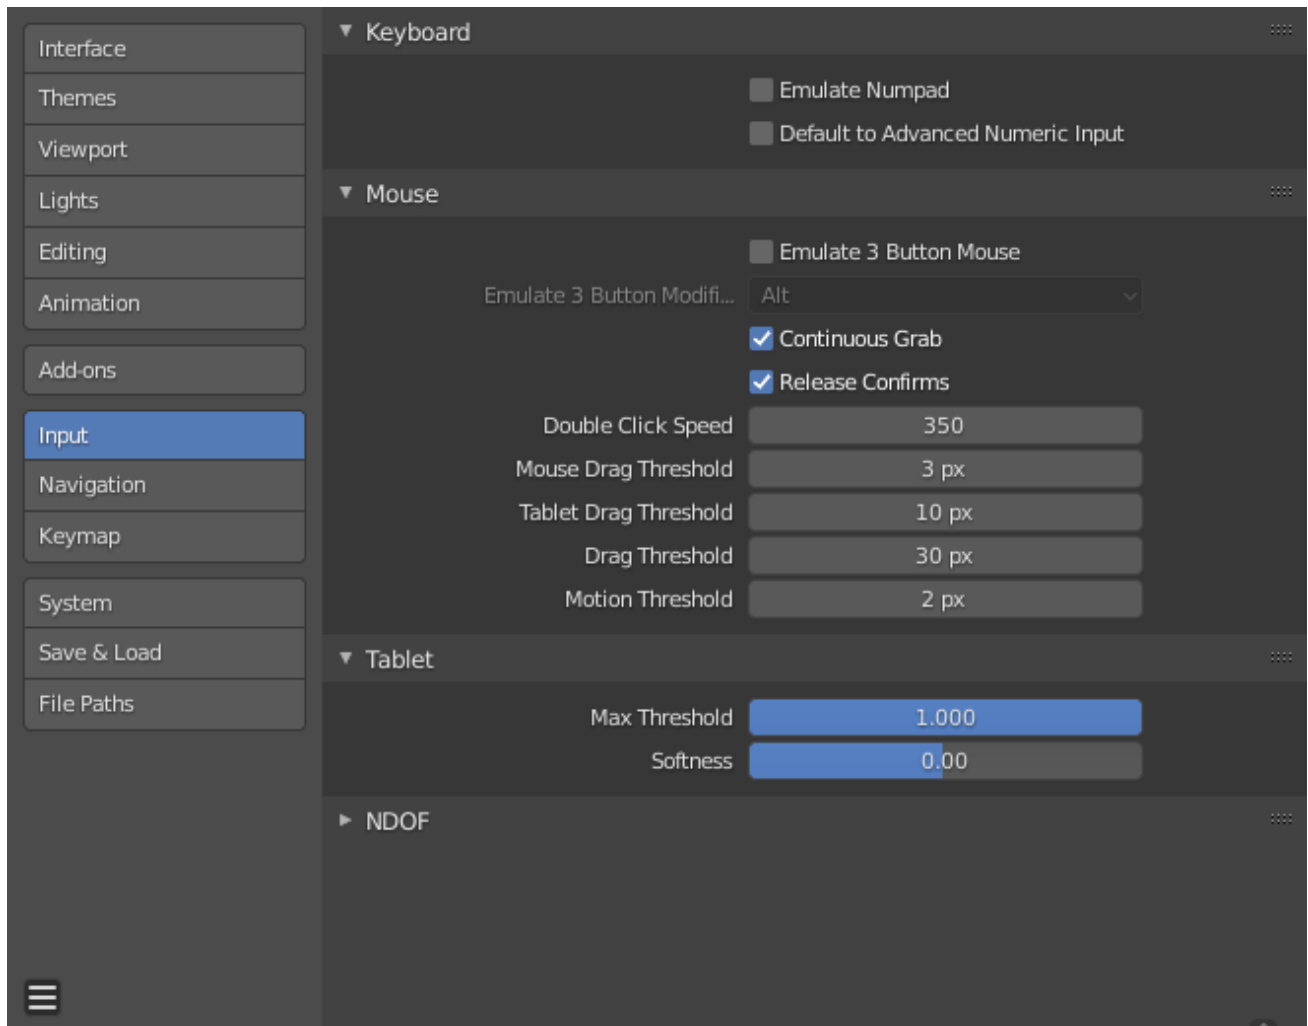 Interface
Themes
Viewport
Lights
Editing
Animation
Add-ons
Input
Navigation
Keymap
System
Save & Load
File Paths
Keyboard
Emulate Numpad
Default to Advanced Numeric Input
Mouse
Emulate 3 Button Mouse
Emulate 3 Button Modifi... Alt
Continuous Grab
Release Confirms
Double Click Speed 350
Mouse Drag Threshold 3 px
Tablet Drag Threshold 10 px
Drag Threshold 30 px
Motion Threshold 2 px
Tablet
Max Threshold 1.000
Softness 0.00
NDOF